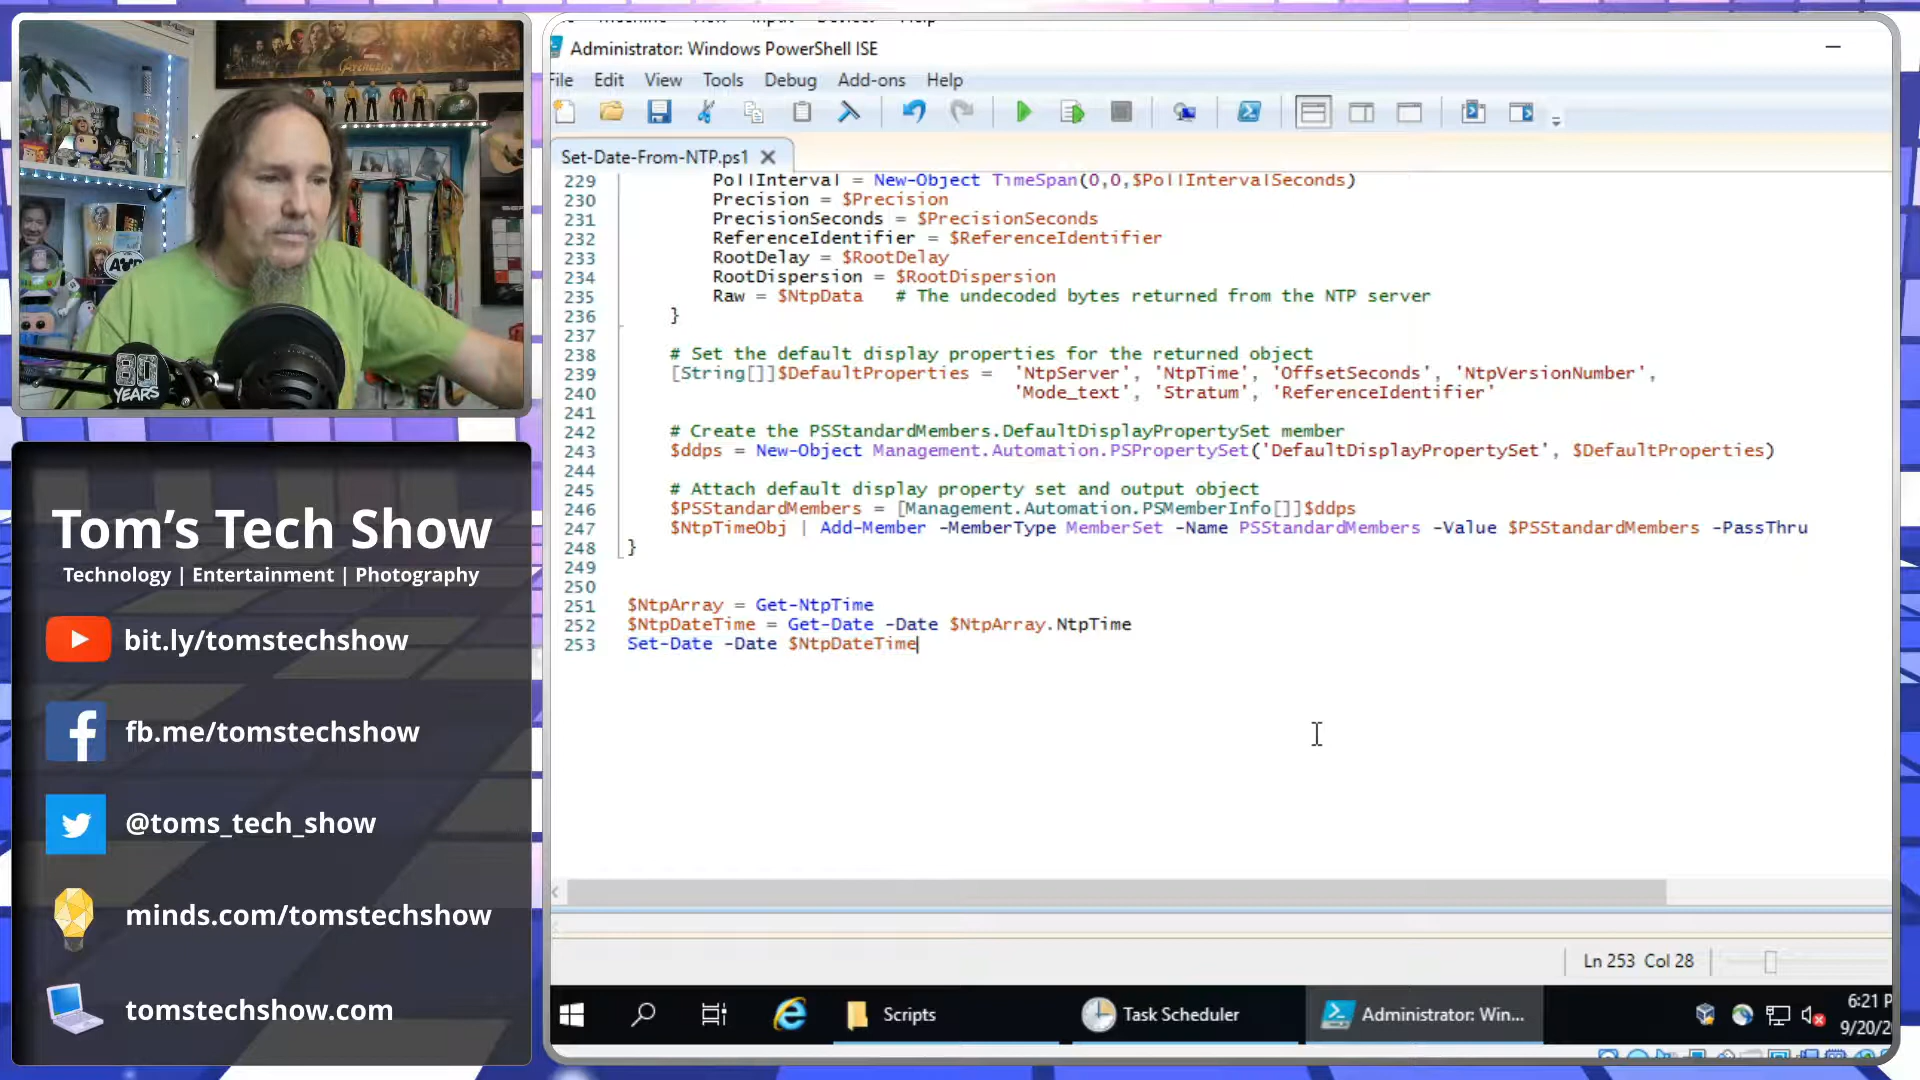 Administrator: Windows PowerShell ISE
File Edit View Tools Debug Add-ons Help
Set-Date-From-NTP.ps1
229 PollInterval = New-Object TimeSpan(0,0,$PollIntervalSeconds)
230 Precision = $Precision
231 PrecisionSeconds = $PrecisionSeconds
232 ReferenceIdentifier = $ReferenceIdentifier
233 RootDelay = $RootDelay
234 RootDispersion = $RootDispersion
235 Raw = $NtpData # The undecoded bytes returned from the NTP server
236 }
237
238 # Set the default display properties for the returned object
239 [String[]]$DefaultProperties = 'NtpServer', 'NtpTime', 'OffsetSeconds', 'NtpVersionNumber',
240 'Mode_text', 'Stratum', 'ReferenceIdentifier'
241
242 # Create the PSStandardMembers.DefaultDisplayPropertySet member
243 $ddps = New-Object Management.Automation.PSPropertySet('DefaultDisplayPropertySet', $DefaultProperties)
244
245 # Attach default display property set and output object
246 $PSStandardMembers = [Management.Automation.PSMemberInfo[]]$ddps
247 $NtpTimeObj | Add-Member -MemberType MemberSet -Name PSStandardMembers -Value $PSStandardMembers -PassThru
248 }
249
250
251 $NtpArray = Get-NtpTime
252 $NtpDateTime = Get-Date -Date $NtpArray.NtpTime
253 Set-Date -Date $NtpDateTime
Ln 253 Col 28
Scripts
Task Scheduler
Administrator: Win...
6:21 P
9/20/2
80
YEARS
Tom's Tech Show
Technology | Entertainment | Photography
bit.ly/tomstechshow
fb.me/tomstechshow
@toms_tech_show
minds.com/tomstechshow
tomstechshow.com